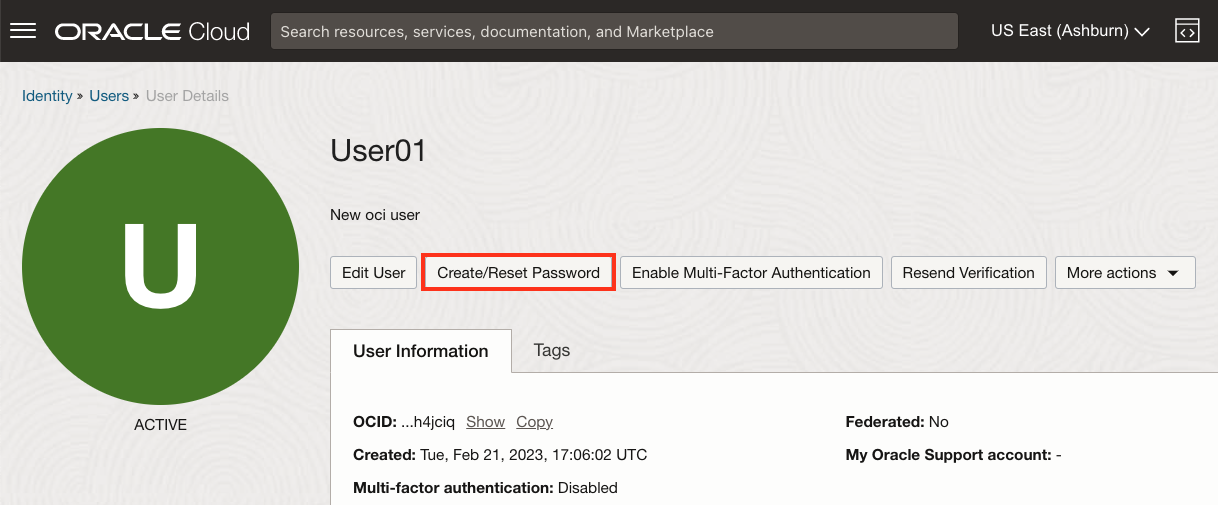 ORACLE Cloud
Search resources, services, documentation, and Marketplace
US East (Ashburn)
Identity » Users » User Details
U
ACTIVE
User01
New oci user
Edit User
Create/Reset Password
Enable Multi-Factor Authentication
Resend Verification
More actions
User Information
Tags
OCID: ...h4jciq Show Copy
Created: Tue, Feb 21, 2023, 17:06:02 UTC
Multi-factor authentication: Disabled
Federated: No
My Oracle Support account: -